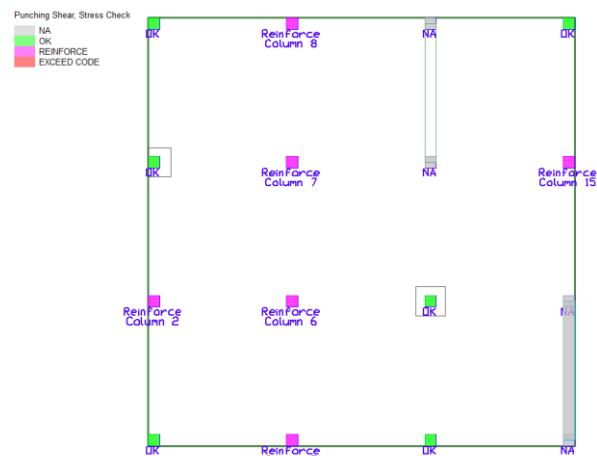 Punching Shear, Stress Check
NA
OK
REINFORCE
EXCEED CODE
OK
Reinforce
Column 8
NA
OK
OK
Reinforce
Column 7
NA
Reinforce
Column 15
Reinforce
Column 2
Reinforce
Column 6
OK
NA
OK
Reinforce
OK
NA